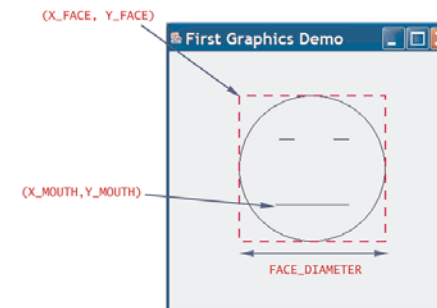 (X_FACE, Y_FACE)
First Graphics Demo
(X_MOUTH,Y_MOUTH)
FACE_DIAMETER